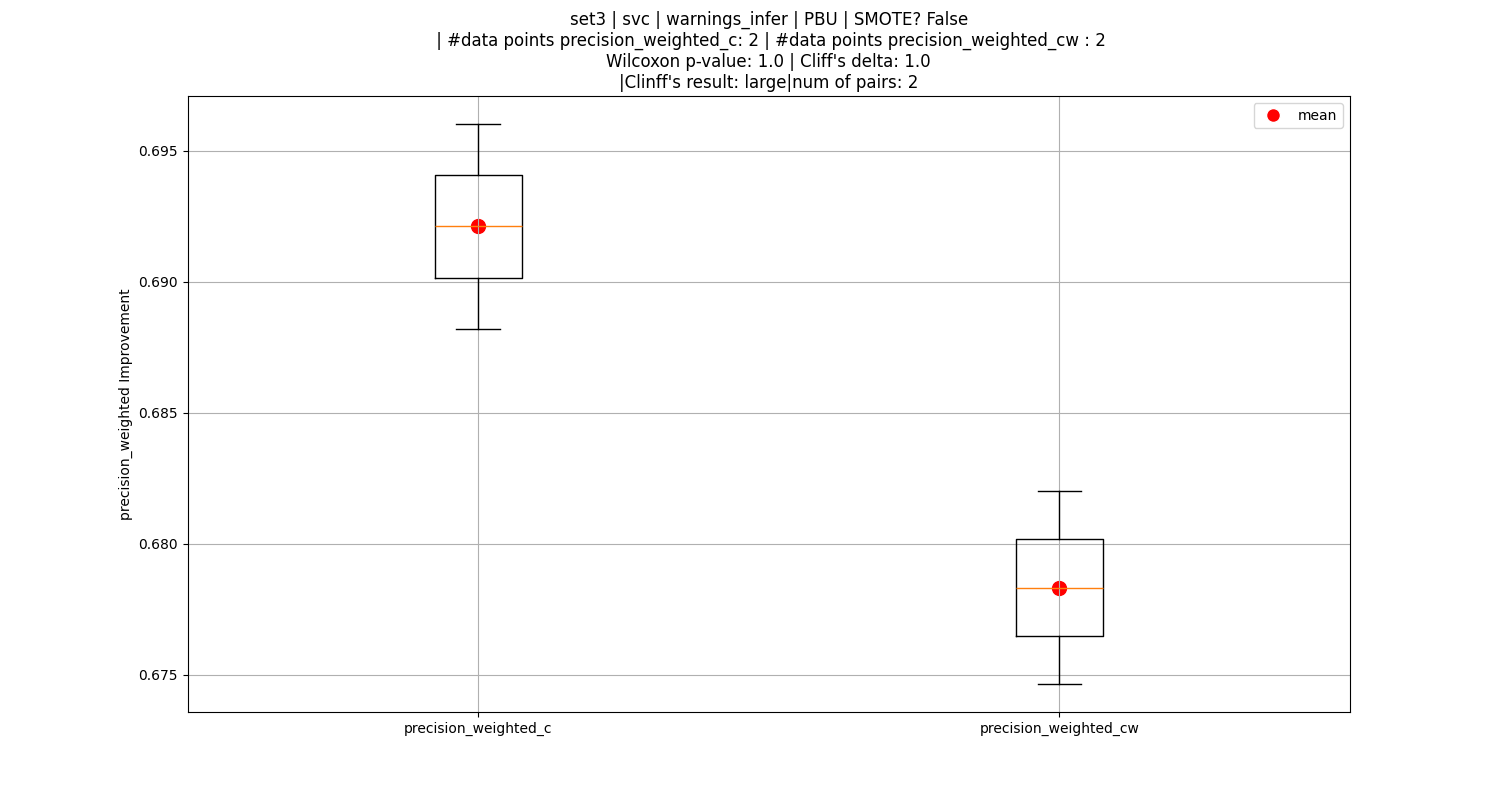 set3 | svc | warnings_infer | PBU | SMOTE? False
| #data points precision_weighted_c: 2 | #data points precision_weighted_cw : 2
Wilcoxon p-value: 1.0 | Cliff's delta: 1.0
|Clinff's result: large|num of pairs: 2
mean
0.695
0.690
0.685
0.680
0.675
precision_weighted Improvement
precision_weighted_c
precision_weighted_cw